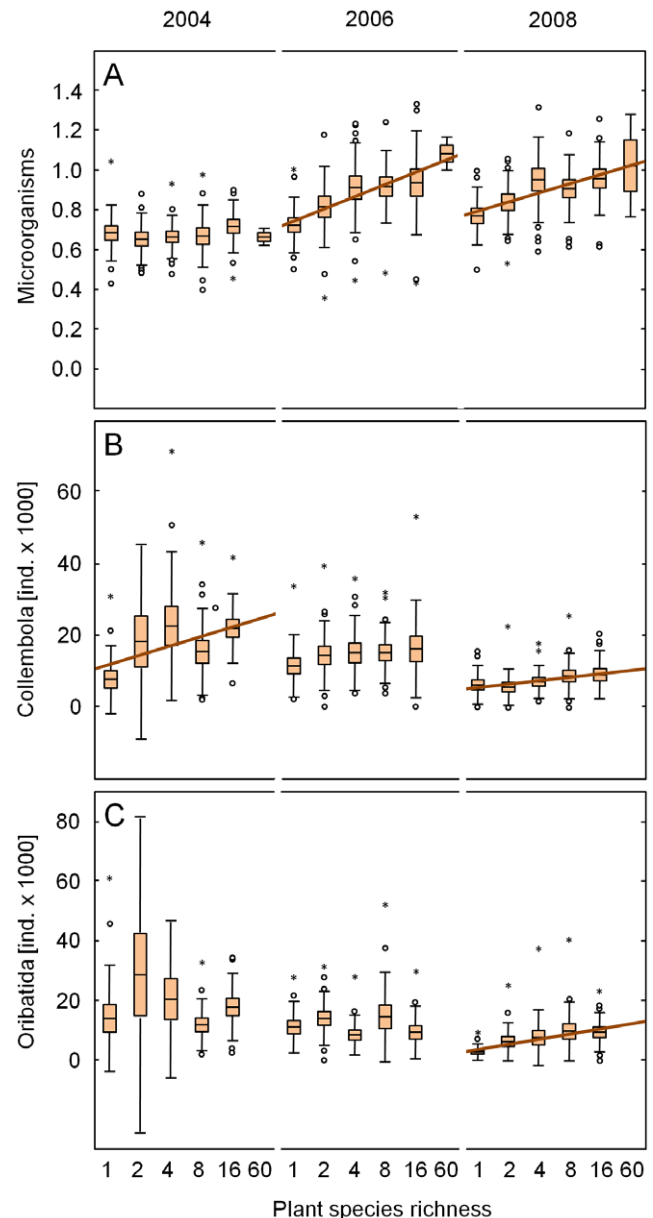 2004 2006 2008
A
Microorganisms
1.4
1.2
1.0
0.8
0.6
0.4
0.2
0.0
B
Collembola [ind. x 1000]
60
40
20
0
C
Oribatida [ind. x 1000]
80
60
40
20
0
1 2 4 8 16 60 1 2 4 8 16 60 1 2 4 8 16 60
Plant species richness